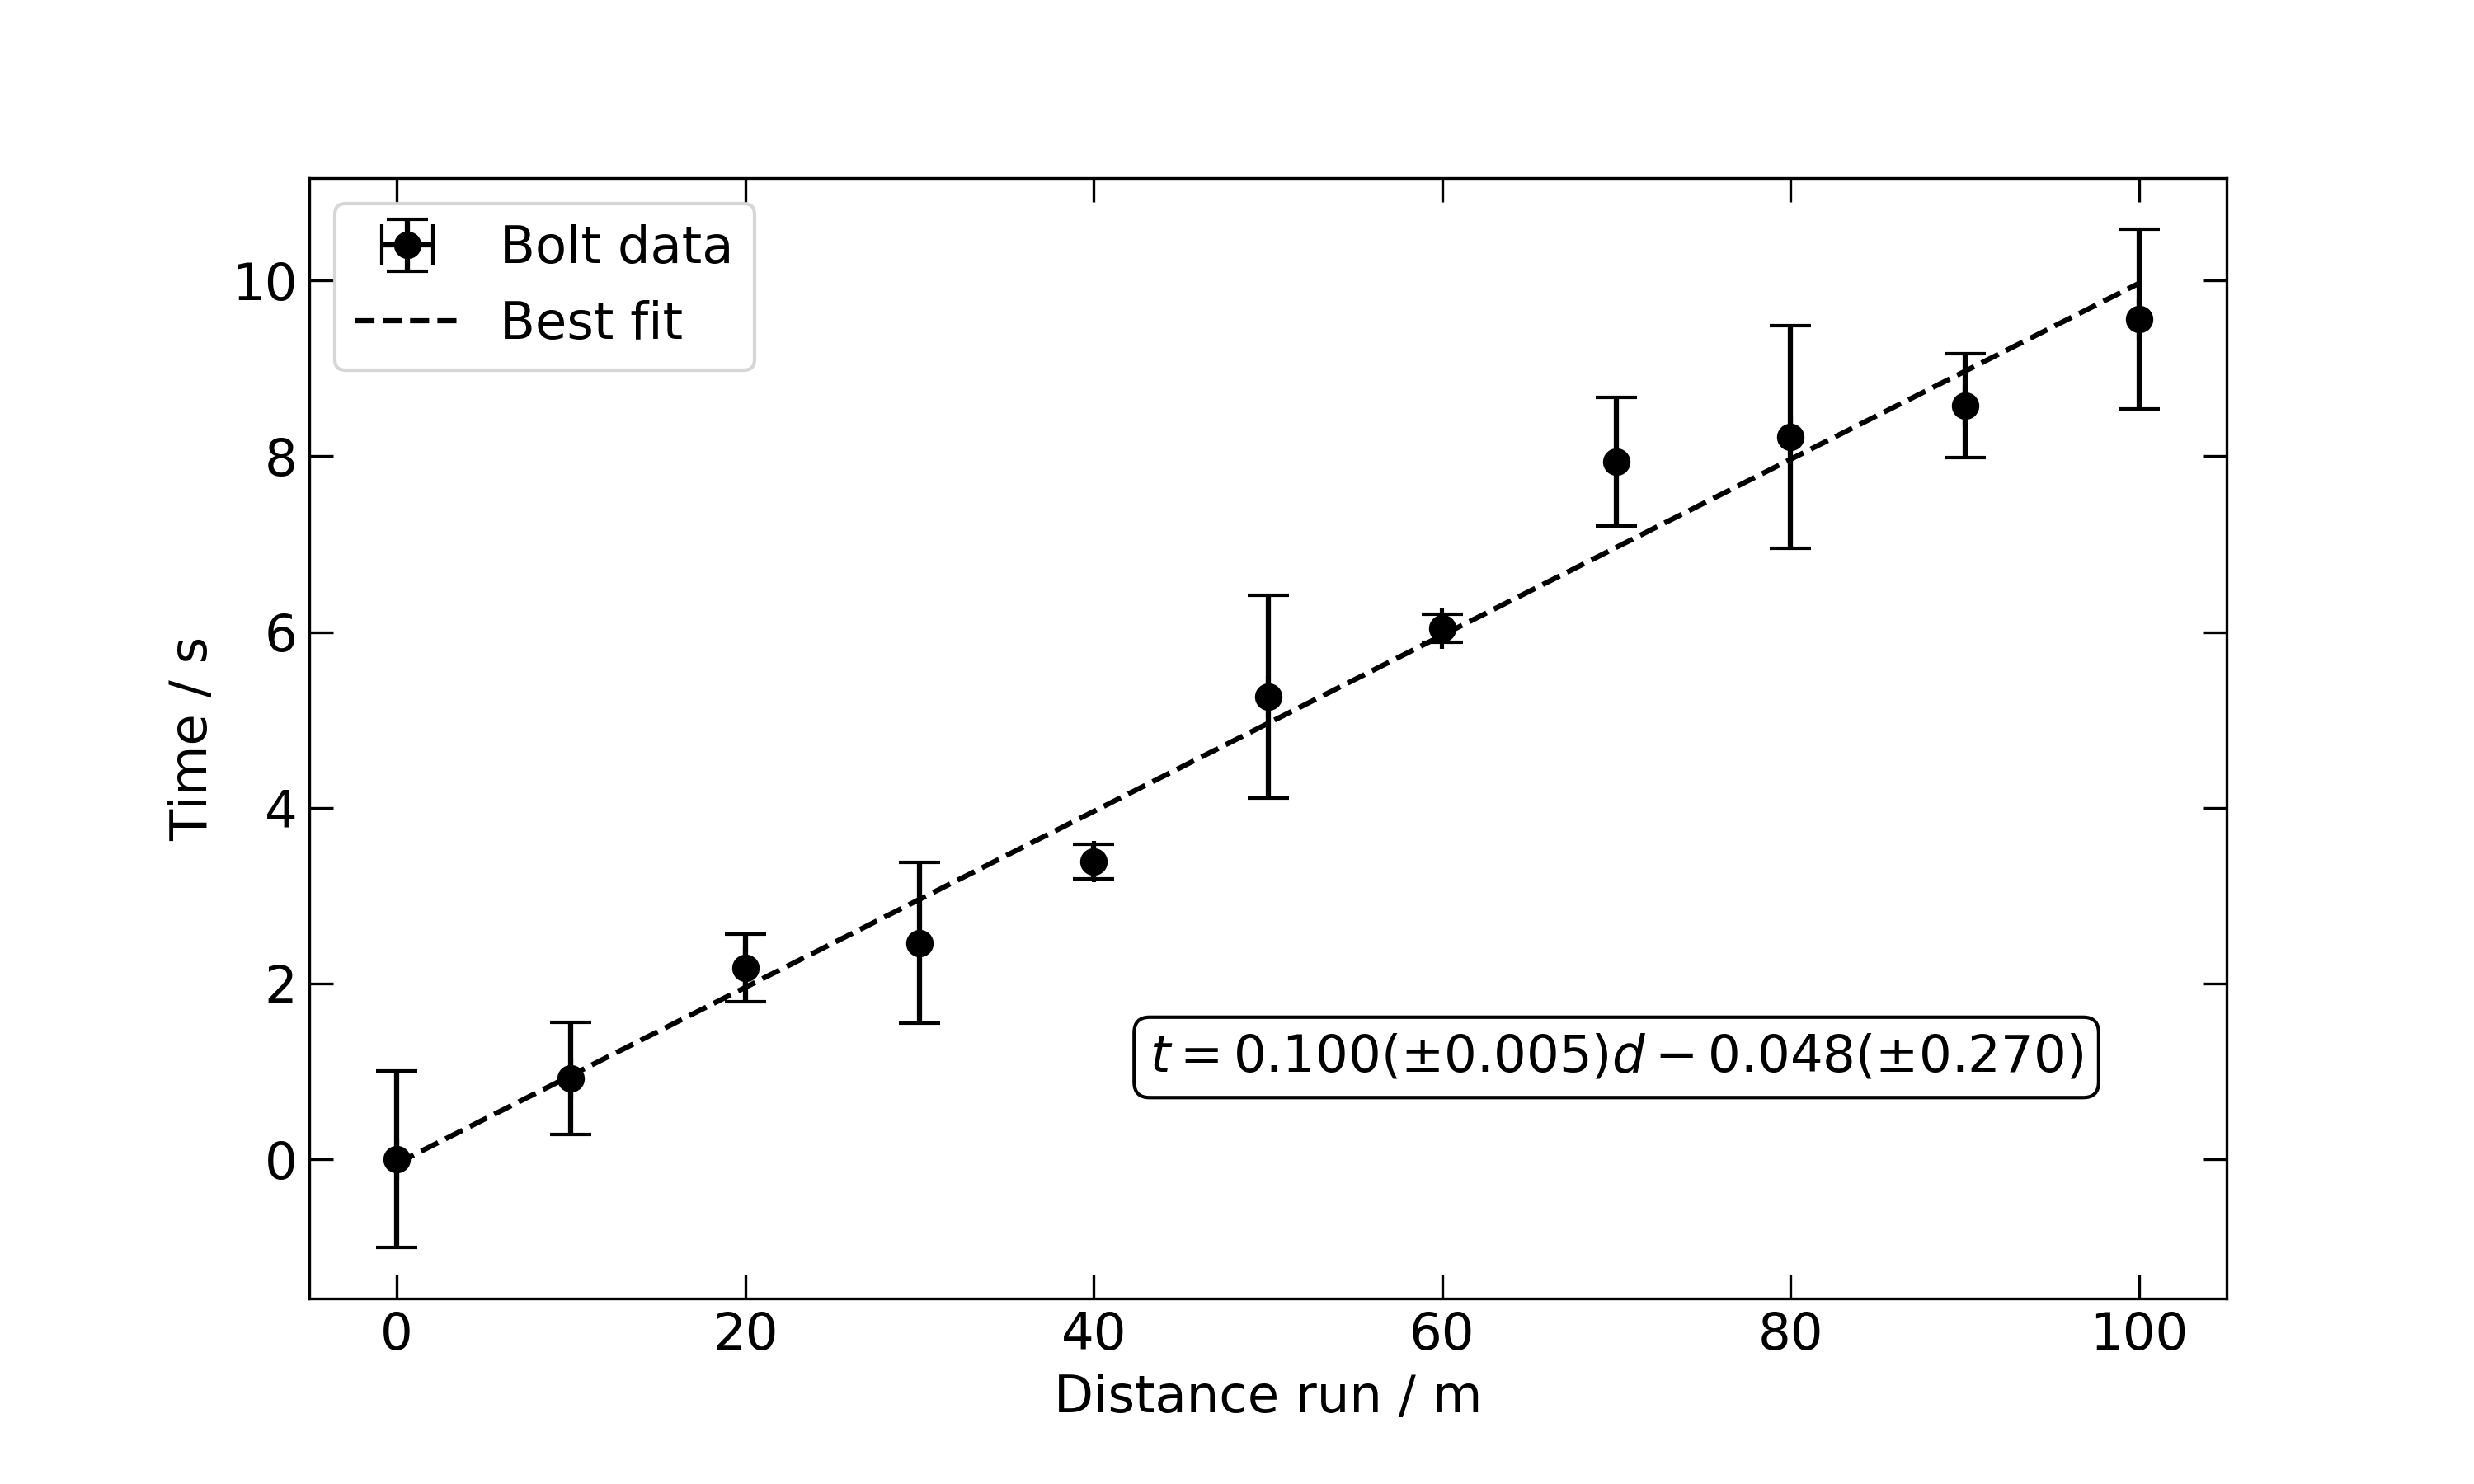 Bolt data
Best fit
10
8
6
4
2
0
Time / s
t = 0.100(±0.005)d − 0.048(±0.270)
0 20 40 60 80 100
Distance run / m